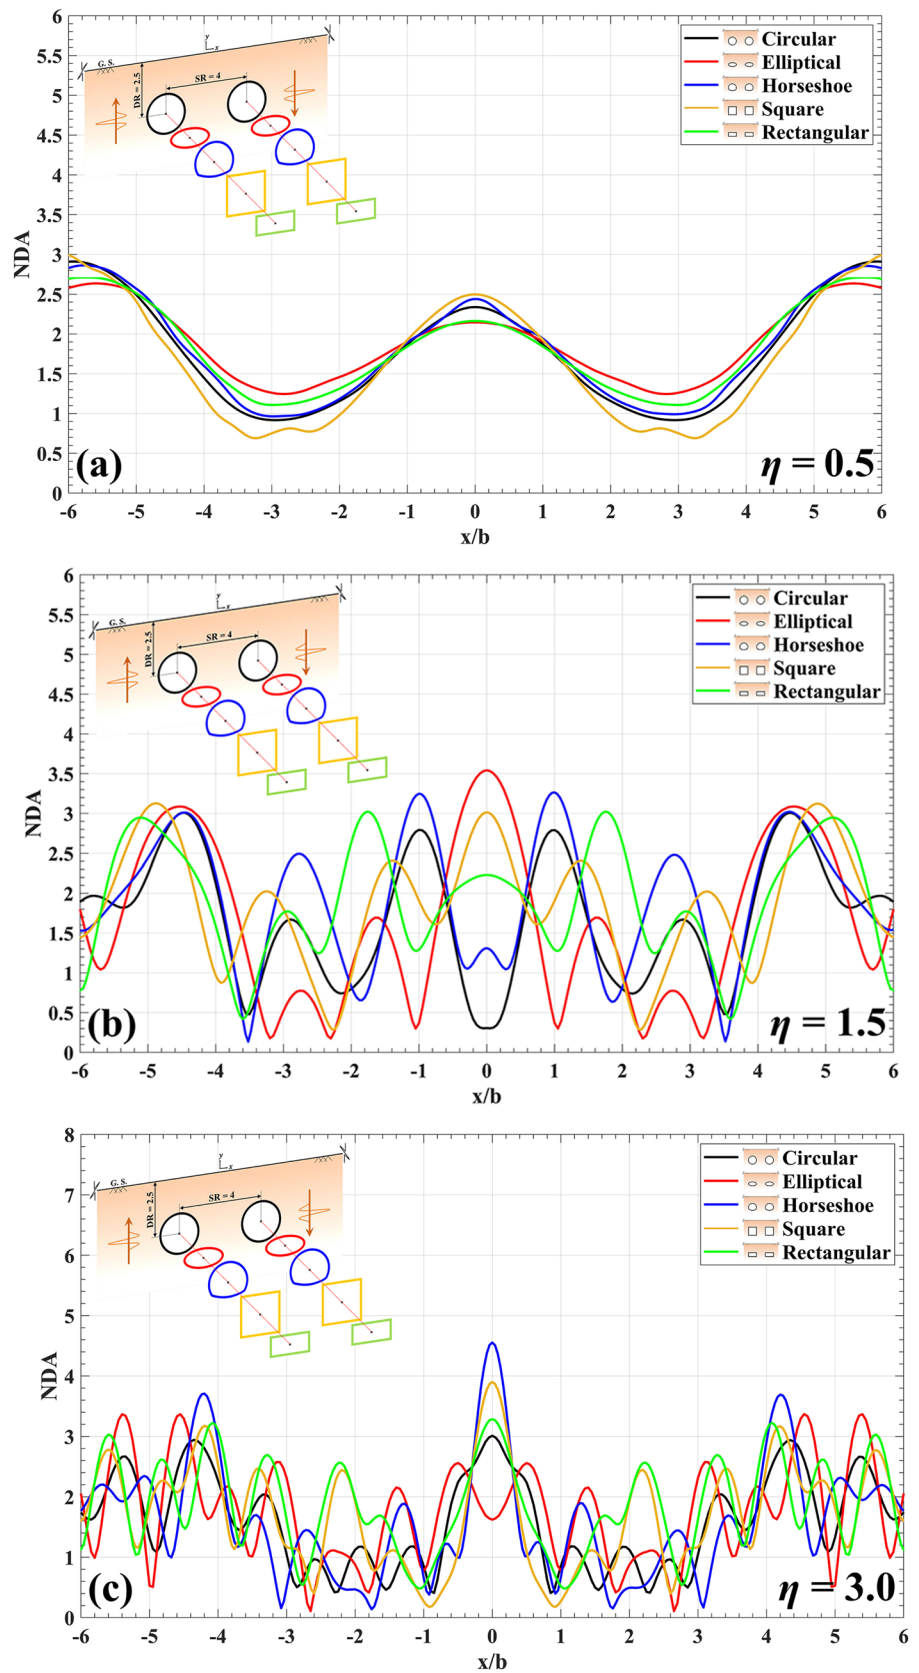 6
5.5
5
4.5
4
3.5
3
2.5
2
1.5
1
0.5
0
NDA
y
x
G. S.
DR = 2.5
SR = 4
Circular
Elliptical
Horseshoe
Square
Rectangular
(a)
η = 0.5
-6 -5 -4 -3 -2 -1 0 1 2 3 4 5 6
x/b
6
5.5
5
4.5
4
3.5
3
2.5
2
1.5
1
0.5
0
NDA
y
x
G. S.
DR = 2.5
SR = 4
Circular
Elliptical
Horseshoe
Square
Rectangular
(b)
η = 1.5
-6 -5 -4 -3 -2 -1 0 1 2 3 4 5 6
x/b
8
7
6
5
4
3
2
1
0
NDA
y
x
G. S.
DR = 2.5
SR = 4
Circular
Elliptical
Horseshoe
Square
Rectangular
(c)
η = 3.0
-6 -5 -4 -3 -2 -1 0 1 2 3 4 5 6
x/b